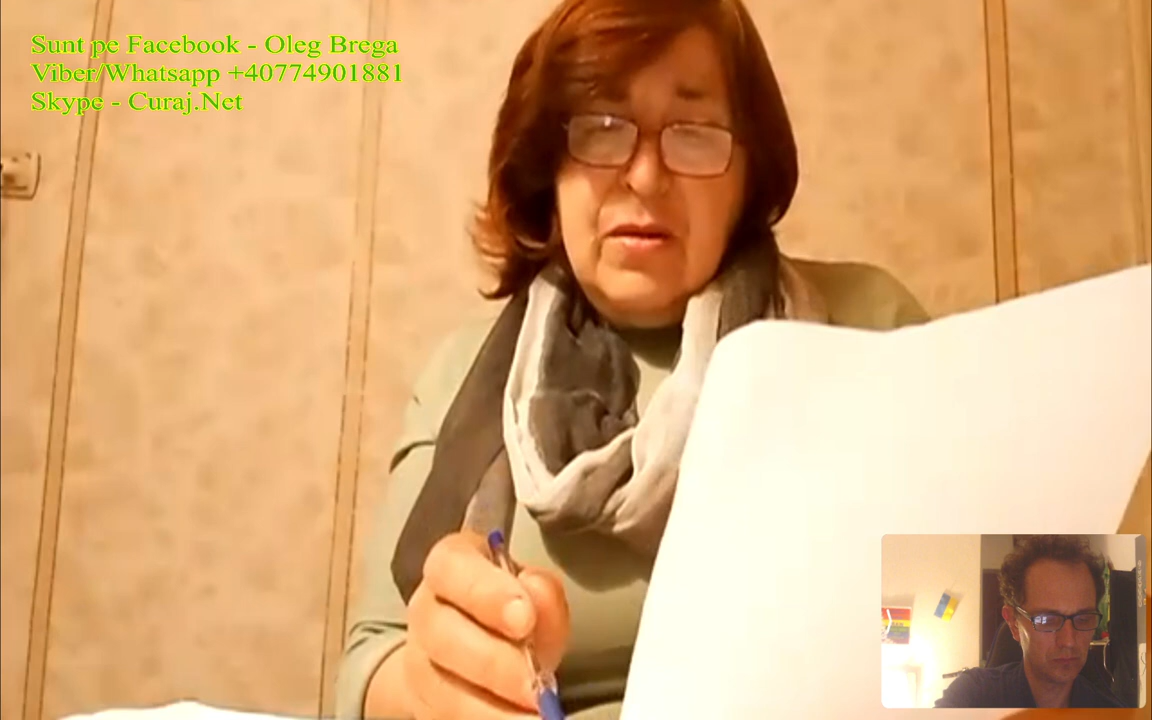 Sunt pe Facebook - Oleg Brega
Viber/Whatsapp +40774901881
Skype - Curaj.Net